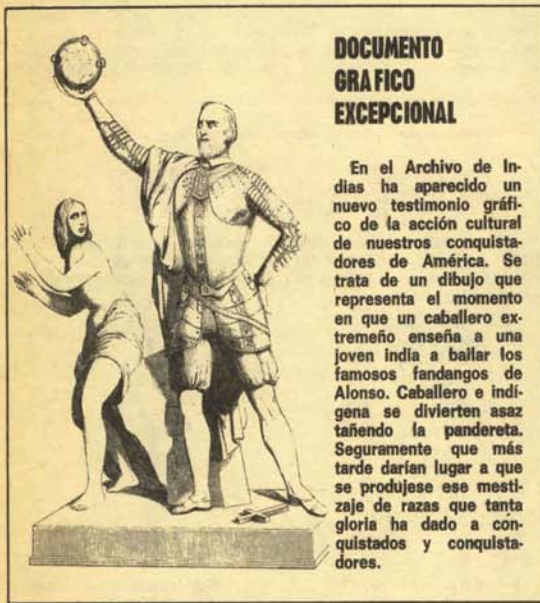 DOCUMENTO
GRAFICO
EXCEPCIONAL
En el Archivo de In-
dias ha aparecido un
nuevo testimonio gráfi-
co de la acción cultural
de nuestros conquista-
dores de América. Se
trata de un dibujo que
representa el momento
en que un caballero ex-
tremeño enseña a una
joven india a bailar los
famosos fandangos de
Alonso. Caballero e indí-
gena se divierten asaz
tañendo la pandereta.
Seguramente que más
tarde darían lugar a que
se produjese ese mesti-
zaje de razas que tanta
gloria ha dado a con-
quistados y conquista-
dores.